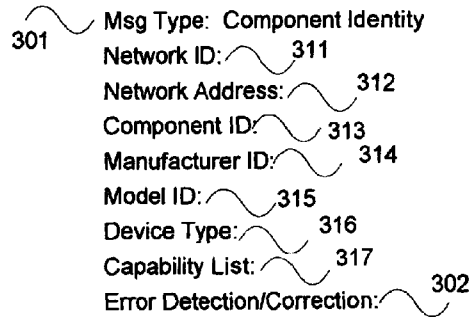 301 Msg Type: Component Identity
Network ID: 311
Network Address: 312
Component ID: 313
Manufacturer ID: 314
Model ID: 315
Device Type: 316
Capability List: 317
Error Detection/Correction: 302